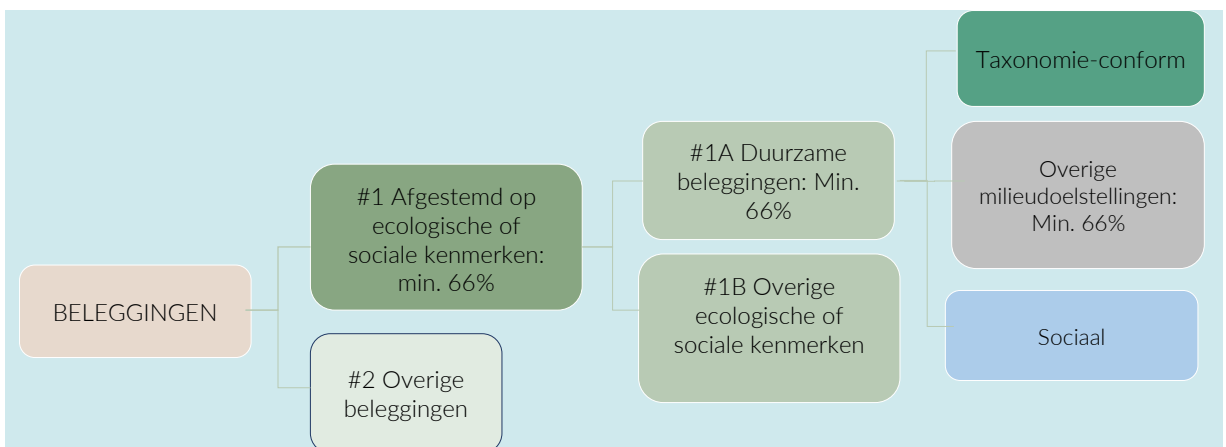 BELEGGINGEN
#1 Afgestemd op
ecologische of
sociale kenmerken:
min. 66%
#2 Overige
beleggingen
#1A Duurzame
beleggingen: Min.
66%
#1B Overige
ecologische of
sociale kenmerken
Taxonomie-conform
Overige
milieudoelstellingen:
Min. 66%
Sociaal